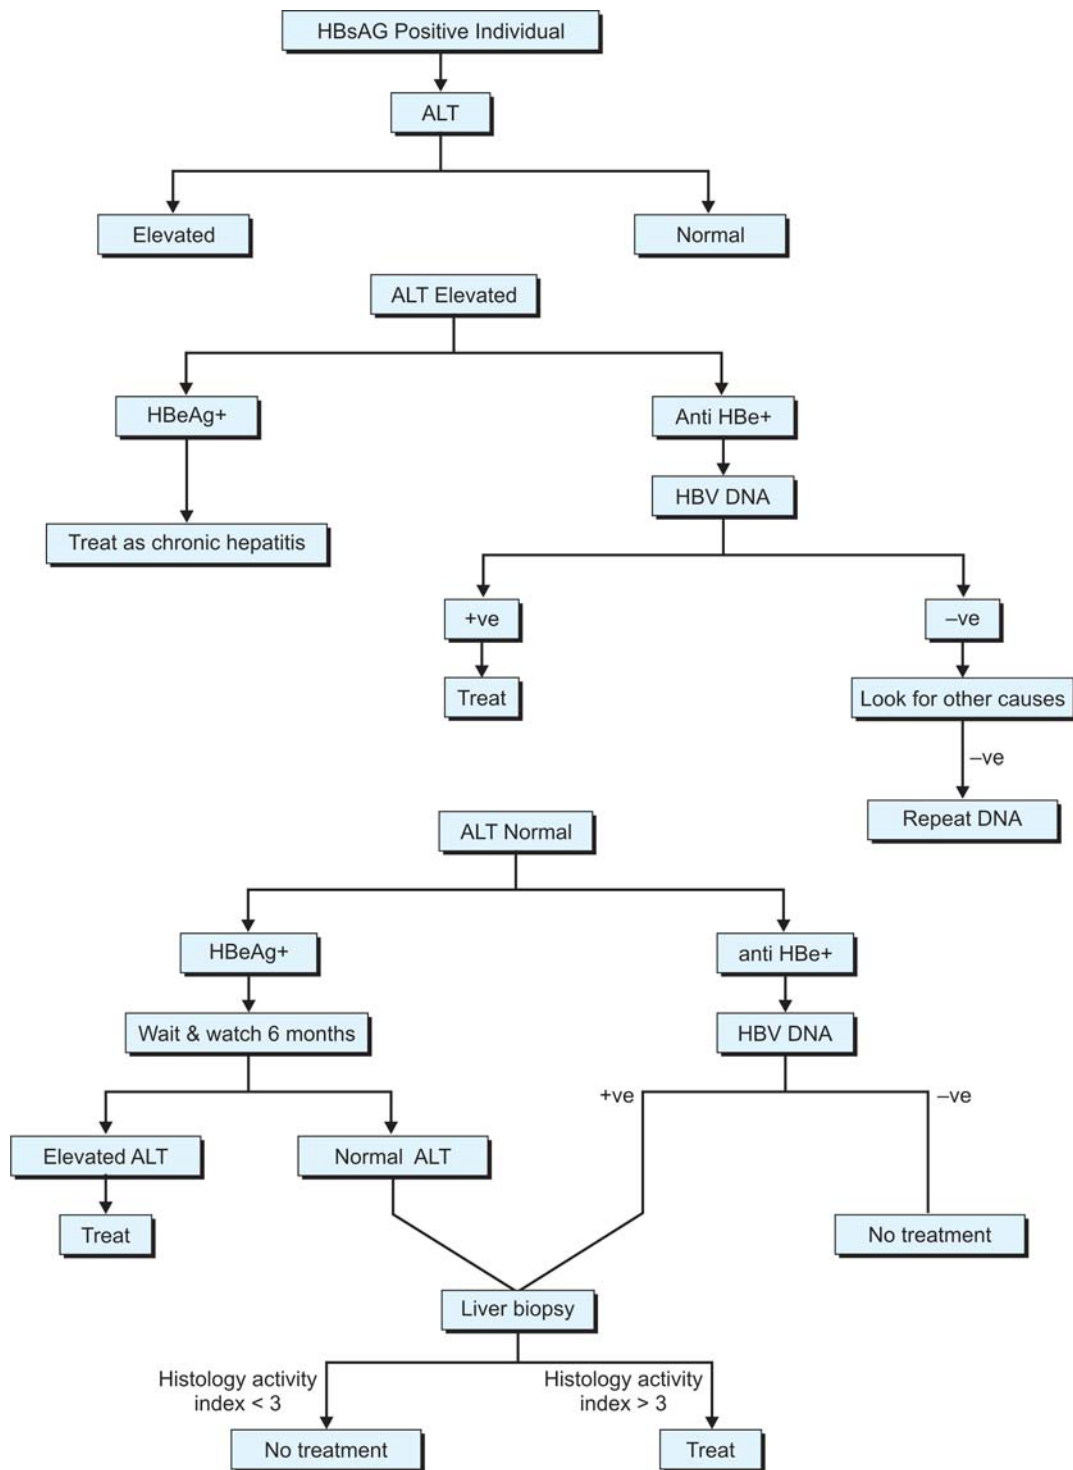 HBsAG Positive Individual
ALT
Elevated
Normal
ALT Elevated
HBeAg+
Anti HBe+
HBV DNA
Treat as chronic hepatitis
+ve
–ve
Treat
Look for other causes
–ve
Repeat DNA
ALT Normal
HBeAg+
anti HBe+
Wait & watch 6 months
HBV DNA
+ve
–ve
Elevated ALT
Normal ALT
Treat
No treatment
Liver biopsy
Histology activity
index < 3
Histology activity
index > 3
No treatment
Treat